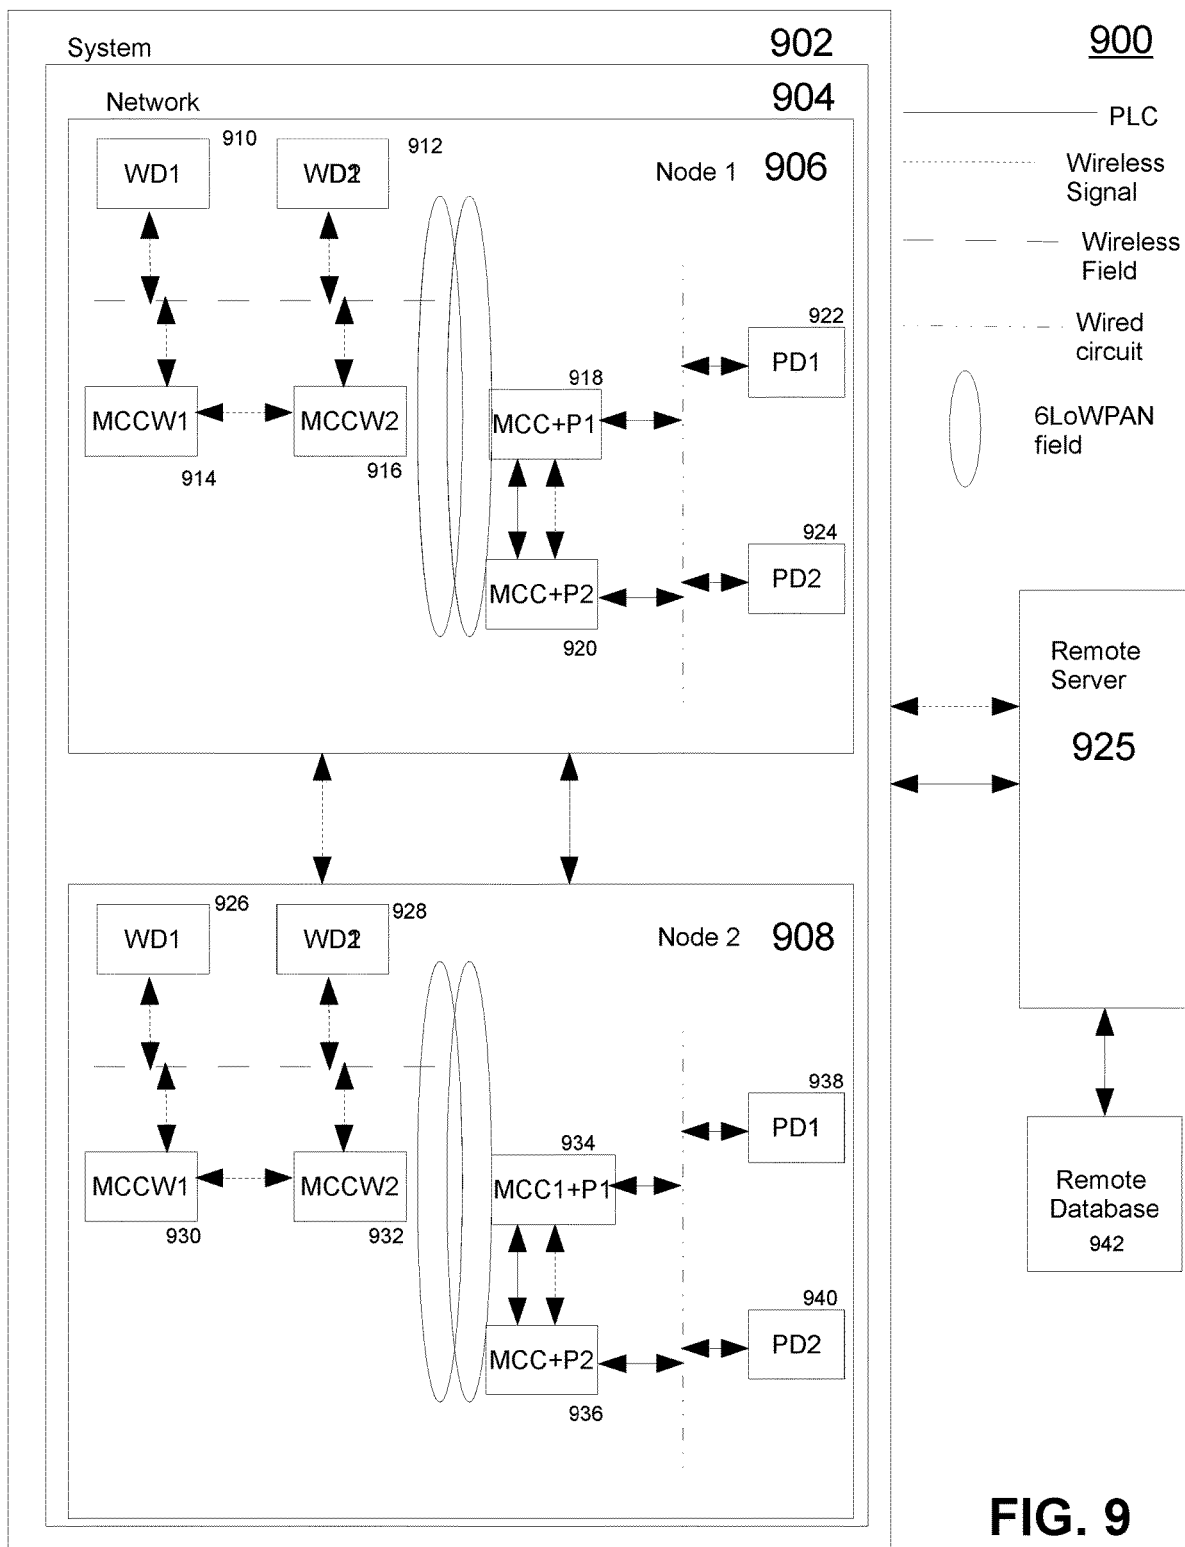 System
902
900
Network
904
PLC
Wireless
Signal
Wireless
Field
Wired
circuit
6LoWPAN
field
Node 1
906
910
WD1
912
WD2
MCCW1
914
MCCW2
916
918
MCC+P1
MCC+P2
920
922
PD1
924
PD2
Remote
Server
925
Node 2
908
926
WD1
928
WD2
MCCW1
930
MCCW2
932
934
MCC1+P1
MCC+P2
936
938
PD1
940
PD2
Remote
Database
942
FIG. 9